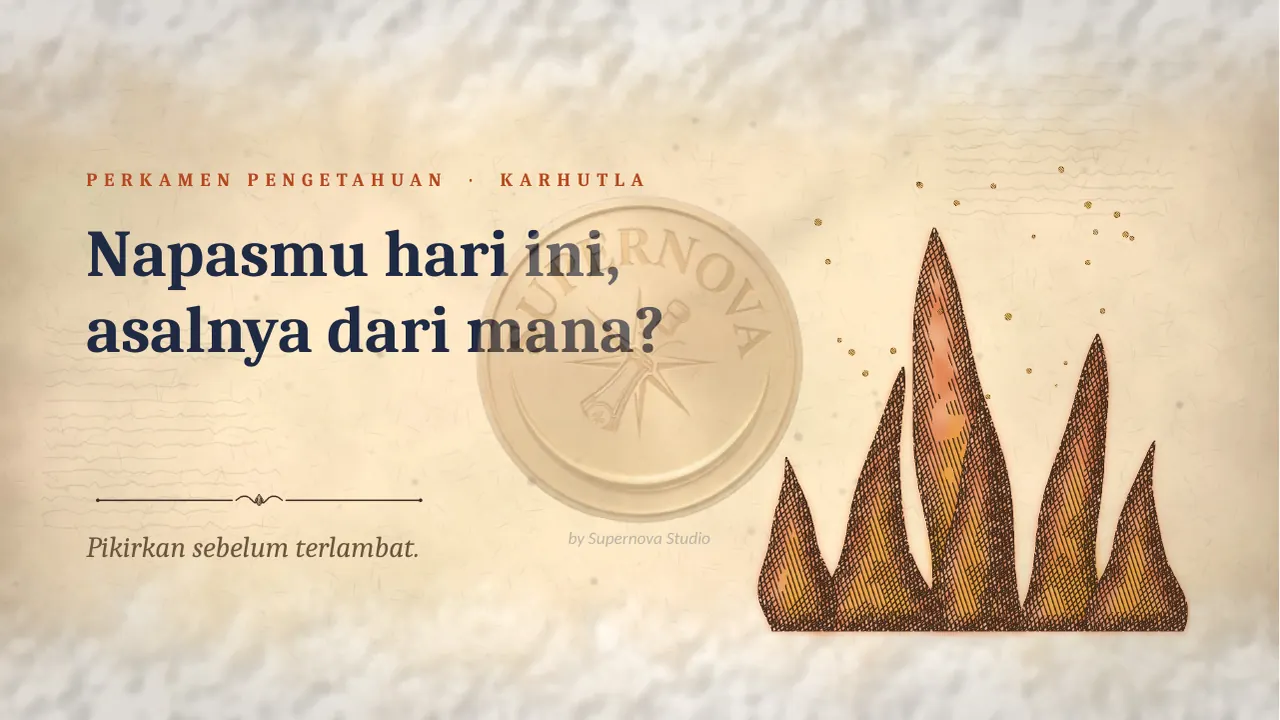 PERKAMEN PENGETAHUAN · KARHUTLA
Napasmu hari ini,
asalnya dari mana?
SUPERNOVA
Pikirkan sebelum terlambat.
by Supernova Studio